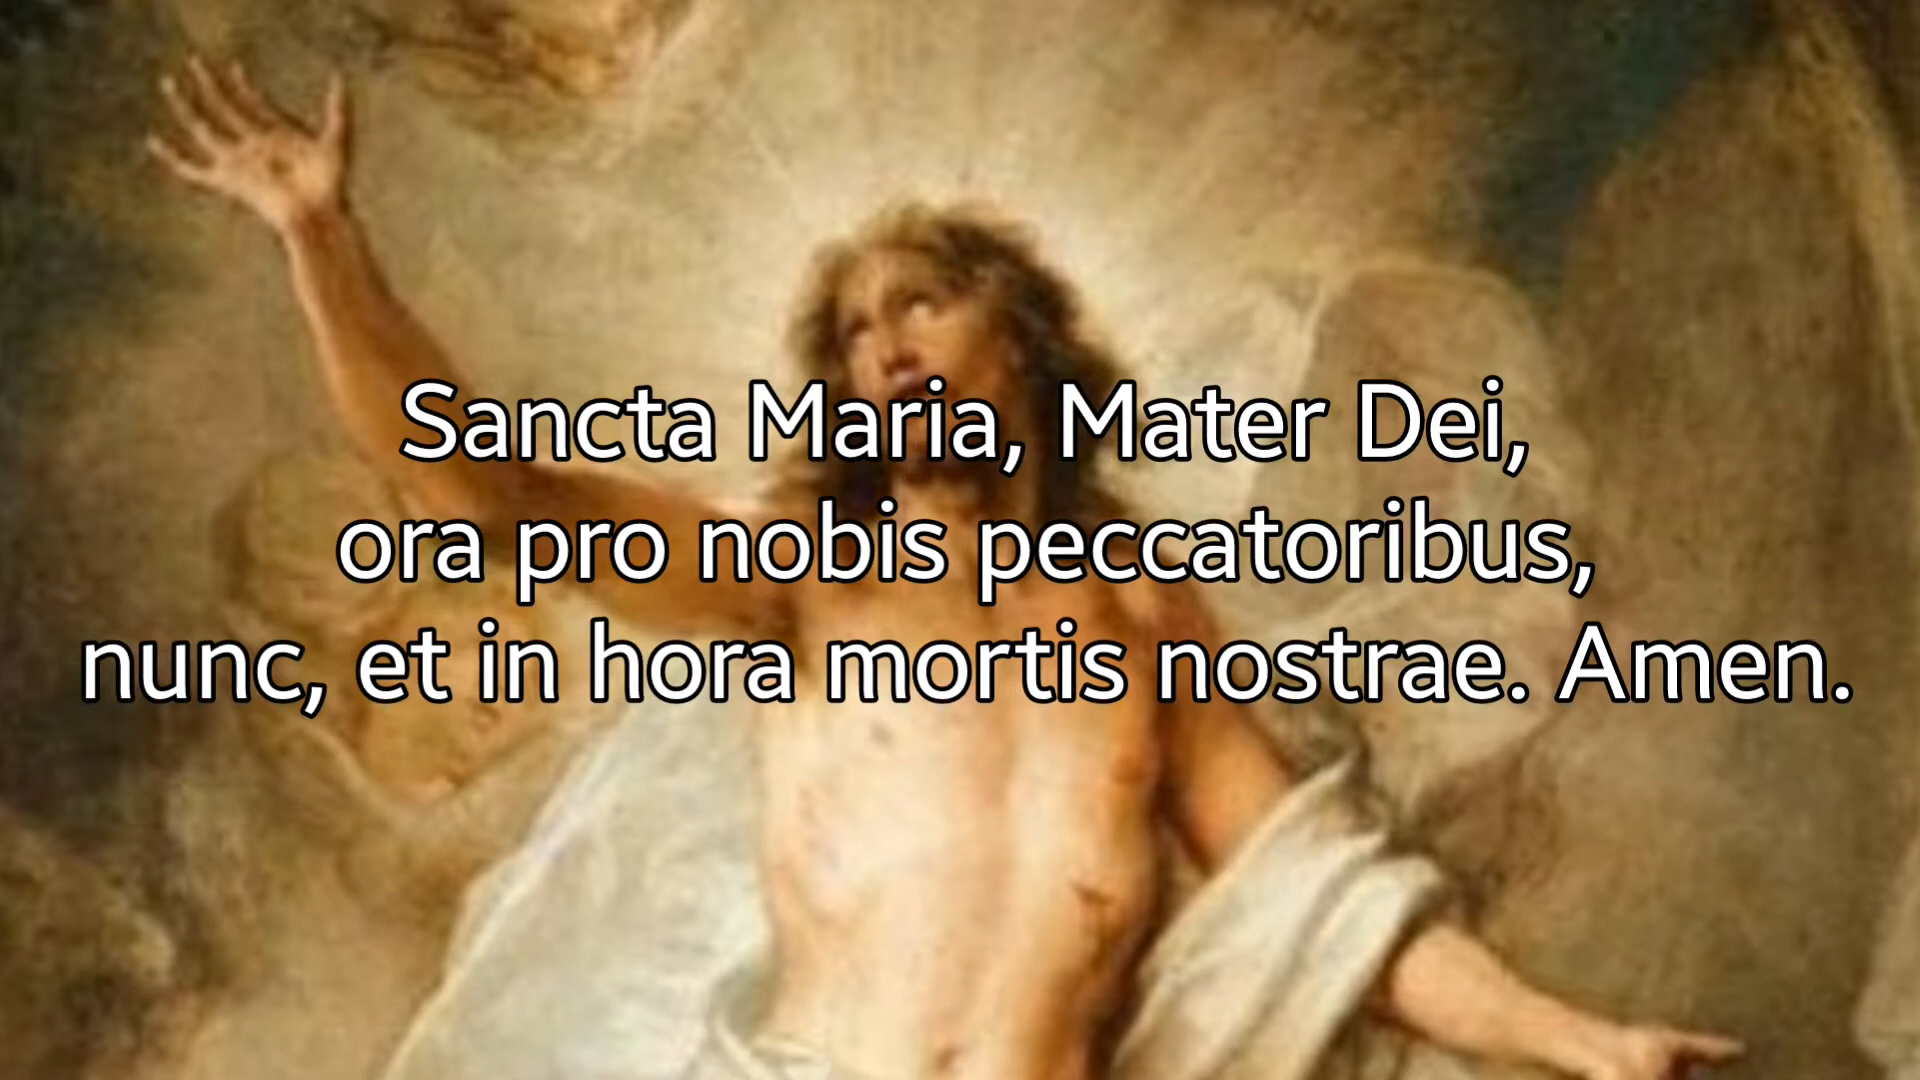 Sancta Maria, Mater Dei,
ora pro nobis peccatoribus,
nunc, et in hora mortis nostrae. Amen.